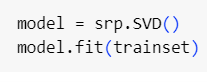 model = srp.SVD()
model.fit(trainset)